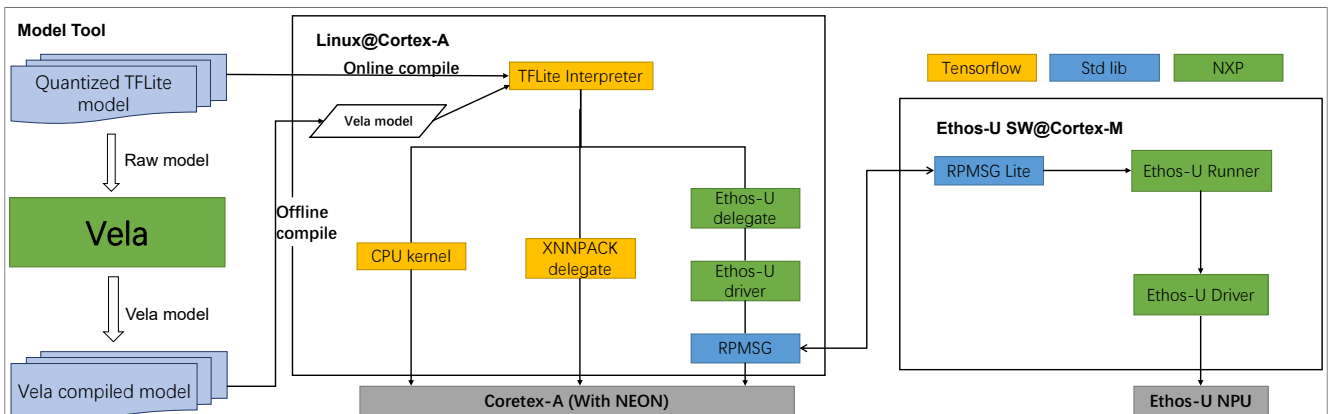 Model Tool
Quantized TFLite
model
Raw model
Vela
Vela model
Vela compiled model
Linux@Cortex-A
Online compile
TFLite Interpreter
Vela model
Offline
compile
CPU kernel
XNNPACK
delegate
Ethos-U
delegate
Ethos-U
driver
RPMSG
Coretex-A (With NEON)
Tensorflow
Std lib
NXP
Ethos-U SW@Cortex-M
RPMSG Lite
Ethos-U Runner
Ethos-U Driver
Ethos-U NPU